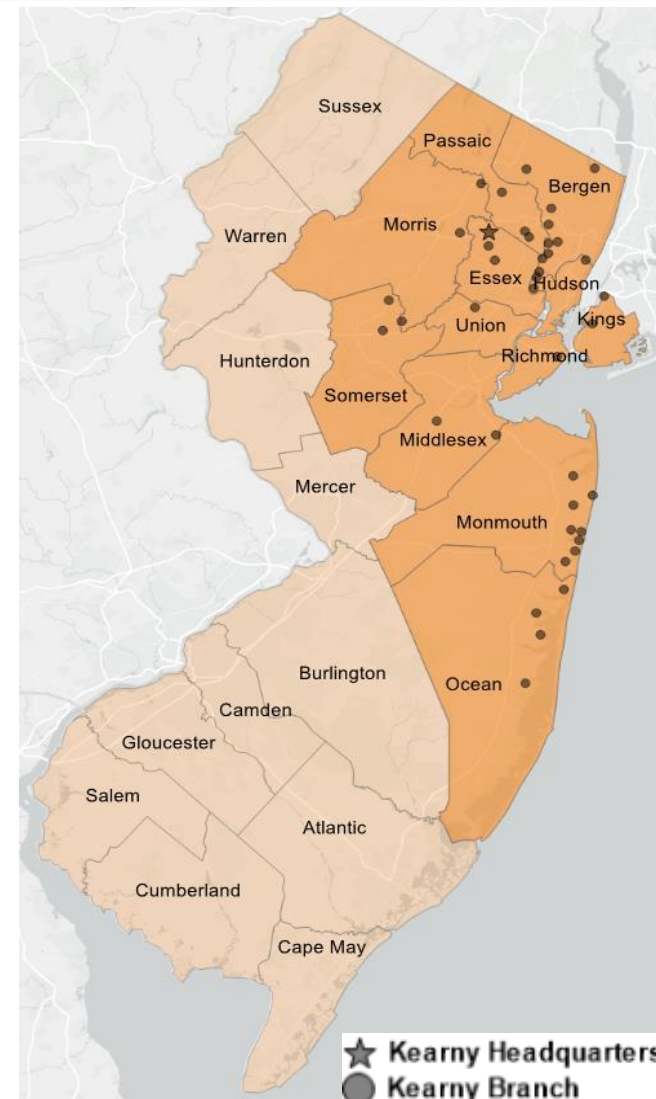 Sussex
Passaic
Bergen
Morris
Warren
Essex
Hudson
Kings
Union
Richmond
Hunterdon
Somerset
Middlesex
Mercer
Monmouth
Burlington
Ocean
Camden
Gloucester
Salem
Atlantic
Cumberland
Cape May
Kearny Headquarters
Kearny Branch